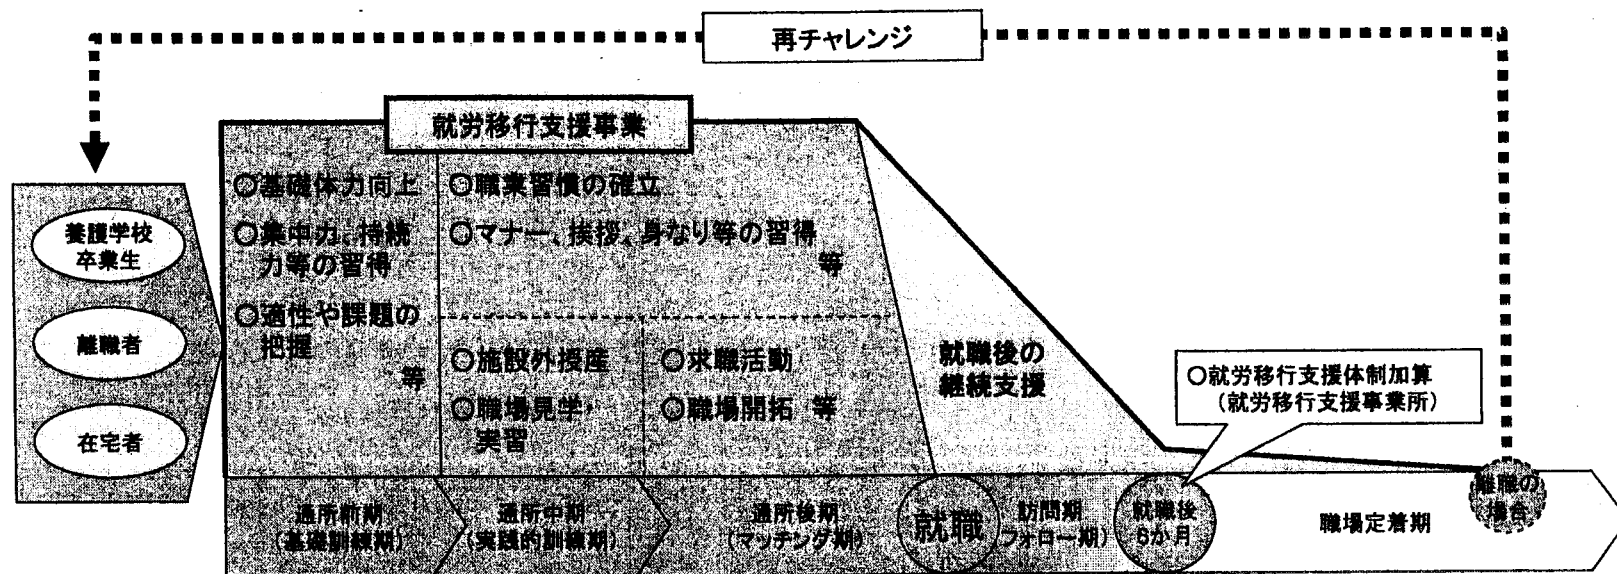 再チャレンジ
就労移行支援事業
養護学校
卒業生
離職者
在宅者
○基礎体力向上
○集中力、持続
力等の習得
○適性や課題の
把握
等
○職業習慣の確立
○マナー、挨拶、身なり等の習得
等
○施設外授産
○職場見学・
実習
○求職活動
○職場開拓 等
就職後の
継続支援
○就労移行支援体制加算
(就労移行支援事業所)
通所前期
(基礎訓練期)
通所中期
(実践的訓練期)
通所後期
(マッチング期)
就職
訪問期
(フォロー期)
就職後
6か月
職場定着期
離職の
場合